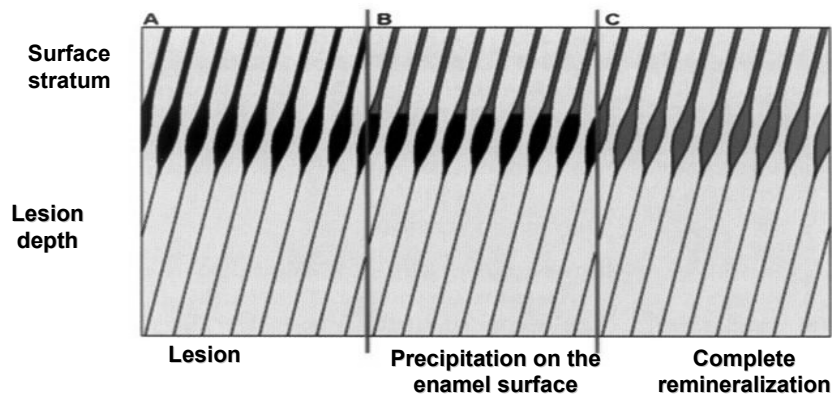 A
B
C
Surface
stratum
Lesion
depth
Lesion
Precipitation on the
enamel surface
Complete
remineralization